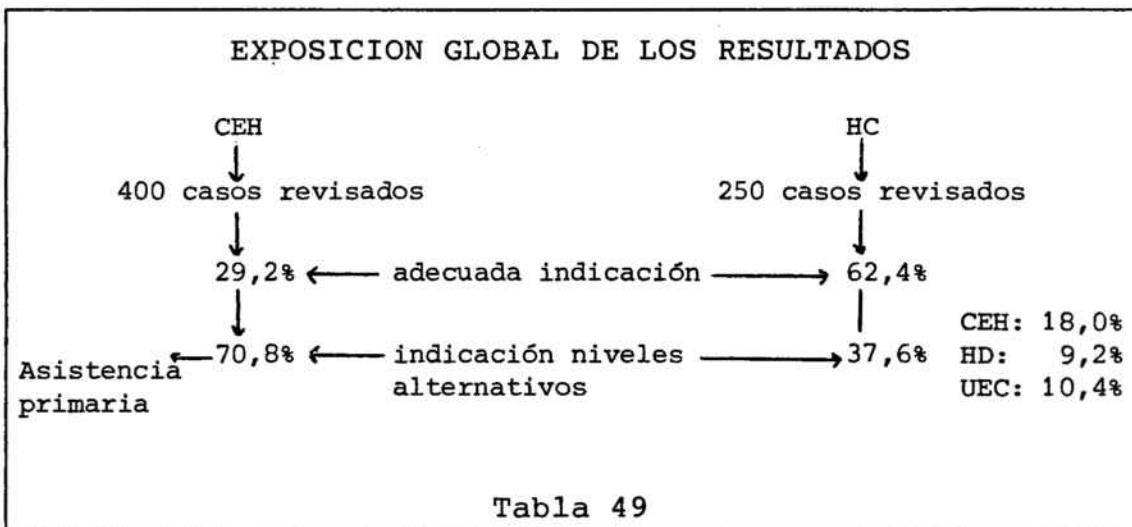 EXPOSICION GLOBAL DE LOS RESULTADOS
CEH HC
400 casos revisados 250 casos revisados
29,2% adecuada indicación 62,4%
CEH: 18,0%
70,8% indicación niveles 37,6% HD: 9,2%
Asistencia alternativos UEC: 10,4%
primaria
Tabla 49